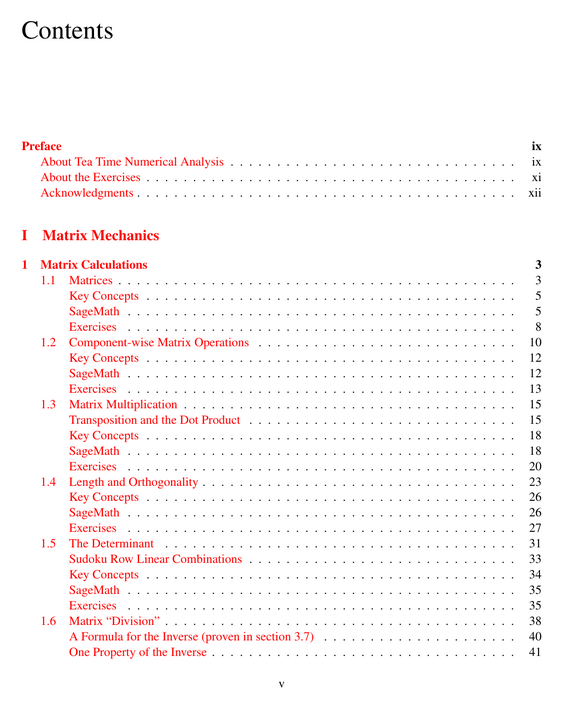 Contents
Preface ix
About Tea Time Numerical Analysis . . . . . . . . . . . . . . . . . . . . . . . . . . . . . . . ix
About the Exercises . . . . . . . . . . . . . . . . . . . . . . . . . . . . . . . . . . . . . . . . xi
Acknowledgments . . . . . . . . . . . . . . . . . . . . . . . . . . . . . . . . . . . . . . . . . xii
I Matrix Mechanics
1 Matrix Calculations 3
1.1 Matrices . . . . . . . . . . . . . . . . . . . . . . . . . . . . . . . . . . . . . . . . . . . 3
Key Concepts . . . . . . . . . . . . . . . . . . . . . . . . . . . . . . . . . . . . . . . . 5
SageMath . . . . . . . . . . . . . . . . . . . . . . . . . . . . . . . . . . . . . . . . . . 5
Exercises . . . . . . . . . . . . . . . . . . . . . . . . . . . . . . . . . . . . . . . . . . 8
1.2 Component-wise Matrix Operations . . . . . . . . . . . . . . . . . . . . . . . . . . . . 10
Key Concepts . . . . . . . . . . . . . . . . . . . . . . . . . . . . . . . . . . . . . . . . 12
SageMath . . . . . . . . . . . . . . . . . . . . . . . . . . . . . . . . . . . . . . . . . . 12
Exercises . . . . . . . . . . . . . . . . . . . . . . . . . . . . . . . . . . . . . . . . . . 13
1.3 Matrix Multiplication . . . . . . . . . . . . . . . . . . . . . . . . . . . . . . . . . . . . 15
Transposition and the Dot Product . . . . . . . . . . . . . . . . . . . . . . . . . . . . . 15
Key Concepts . . . . . . . . . . . . . . . . . . . . . . . . . . . . . . . . . . . . . . . . 18
SageMath . . . . . . . . . . . . . . . . . . . . . . . . . . . . . . . . . . . . . . . . . . 18
Exercises . . . . . . . . . . . . . . . . . . . . . . . . . . . . . . . . . . . . . . . . . . 20
1.4 Length and Orthogonality . . . . . . . . . . . . . . . . . . . . . . . . . . . . . . . . . . 23
Key Concepts . . . . . . . . . . . . . . . . . . . . . . . . . . . . . . . . . . . . . . . . 26
SageMath . . . . . . . . . . . . . . . . . . . . . . . . . . . . . . . . . . . . . . . . . . 26
Exercises . . . . . . . . . . . . . . . . . . . . . . . . . . . . . . . . . . . . . . . . . . 27
1.5 The Determinant . . . . . . . . . . . . . . . . . . . . . . . . . . . . . . . . . . . . . . 31
Sudoku Row Linear Combinations . . . . . . . . . . . . . . . . . . . . . . . . . . . . . 33
Key Concepts . . . . . . . . . . . . . . . . . . . . . . . . . . . . . . . . . . . . . . . . 34
SageMath . . . . . . . . . . . . . . . . . . . . . . . . . . . . . . . . . . . . . . . . . . 35
Exercises . . . . . . . . . . . . . . . . . . . . . . . . . . . . . . . . . . . . . . . . . . 35
1.6 Matrix “Division” . . . . . . . . . . . . . . . . . . . . . . . . . . . . . . . . . . . . . . 38
A Formula for the Inverse (proven in section 3.7) . . . . . . . . . . . . . . . . . . . . . 40
One Property of the Inverse . . . . . . . . . . . . . . . . . . . . . . . . . . . . . . . . . 41
v